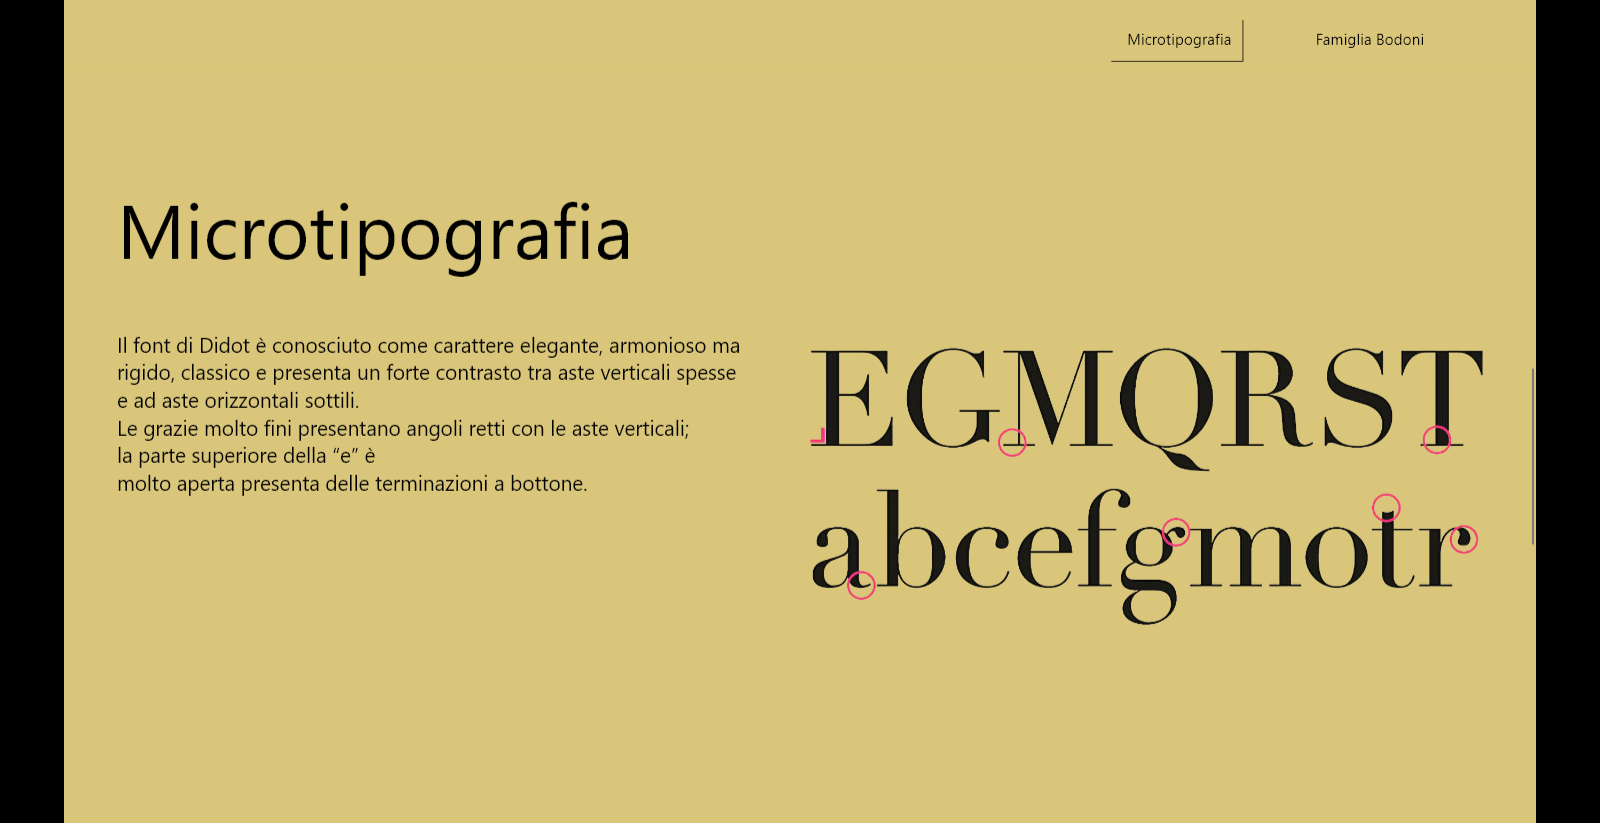 Microtipografia
Famiglia Bodoni
Microtipografia
Il font di Didot è conosciuto come carattere elegante, armonioso ma
rigido, classico e presenta un forte contrasto tra aste verticali spesse
e ad aste orizzontali sottili.
Le grazie molto fini presentano angoli retti con le aste verticali;
la parte superiore della “e” è
molto aperta presenta delle terminazioni a bottone.
EGMQRST
abcefgmotr